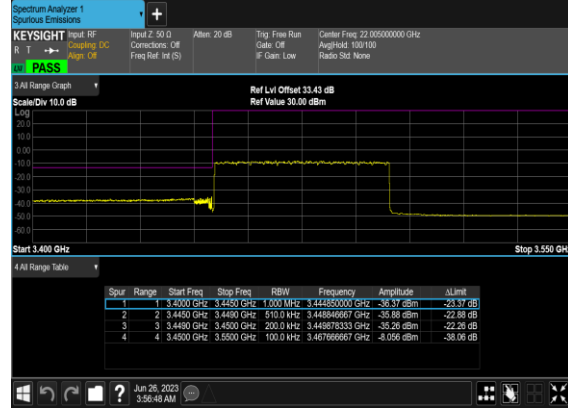 Spectrum Analyzer 1
Spurious Emissions
+
KEYSIGHT Input: RF Input Z: 50 Ω Atten: 20 dB Trig: Free Run Center Freq: 22.005000000 GHz
R T Coupling: DC Corrections: Off Gate: Off Avg|Hold: 100/100
Align: Off Freq Ref: Int (S) IF Gain: Low Radio Std: None
PASS
3 All Range Graph
Ref Lvl Offset 33.43 dB
Scale/Div 10.0 dB Ref Value 30.00 dBm
Log
20.0
10.0
0.00
-10.0
-20.0
-30.0
-40.0
-50.0
-60.0
Start 3.400 GHz Stop 3.550 GH
4 All Range Table
Spur Range Start Freq Stop Freq RBW Frequency Amplitude ΔLimit
1 1 3.4000 GHz 3.4450 GHz 1.000 MHz 3.444850000 GHz -36.37 dBm -23.37 dB
2 2 3.4450 GHz 3.4490 GHz 510.0 kHz 3.448846667 GHz -35.88 dBm -22.88 dB
3 3 3.4490 GHz 3.4500 GHz 200.0 kHz 3.449878333 GHz -35.26 dBm -22.26 dB
4 4 3.4500 GHz 3.5500 GHz 100.0 kHz 3.467666667 GHz -8.056 dBm -38.06 dB
? Jun 26, 2023
3:56:48 AM